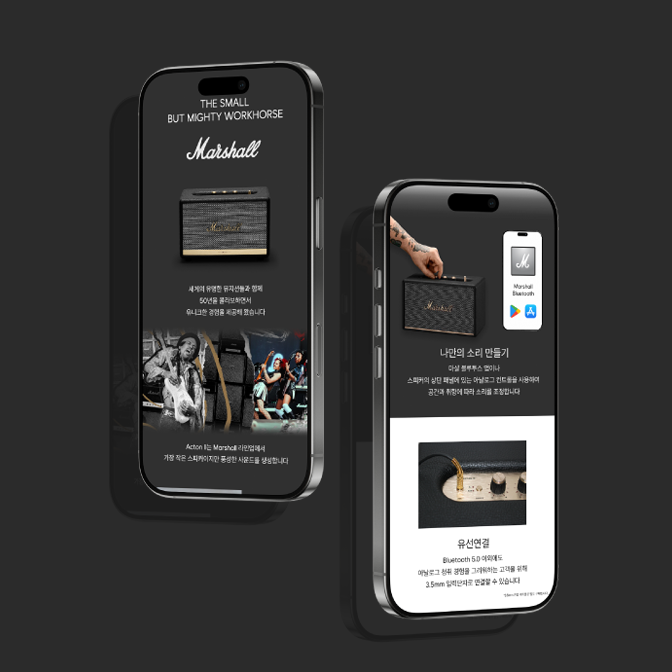 THE SMALL
BUT MIGHTY WORKHORSE
Marshall
Marshall
세계의 유명한 뮤지션들과 함께
50년을 콜라보하면서
유니크한 경험을 제공해 왔습니다
Acton II는 Marshall 라인업에서
가장 작은 스피커이지만 풍성한 사운드를 생성합니다
Marshall
M
Marshall
Bluetooth
나만의 소리 만들기
마샬 블루투스 앱이나
스피커의 상단 패널에 있는 아날로그 컨트롤을 사용하여
공간과 취향에 따라 소리를 조절합니다
유선연결
Bluetooth 5.0 이외에도
아날로그 청취 경험을 그리워하는 고객을 위해
3.5mm 입력단자로 연결할 수 있습니다